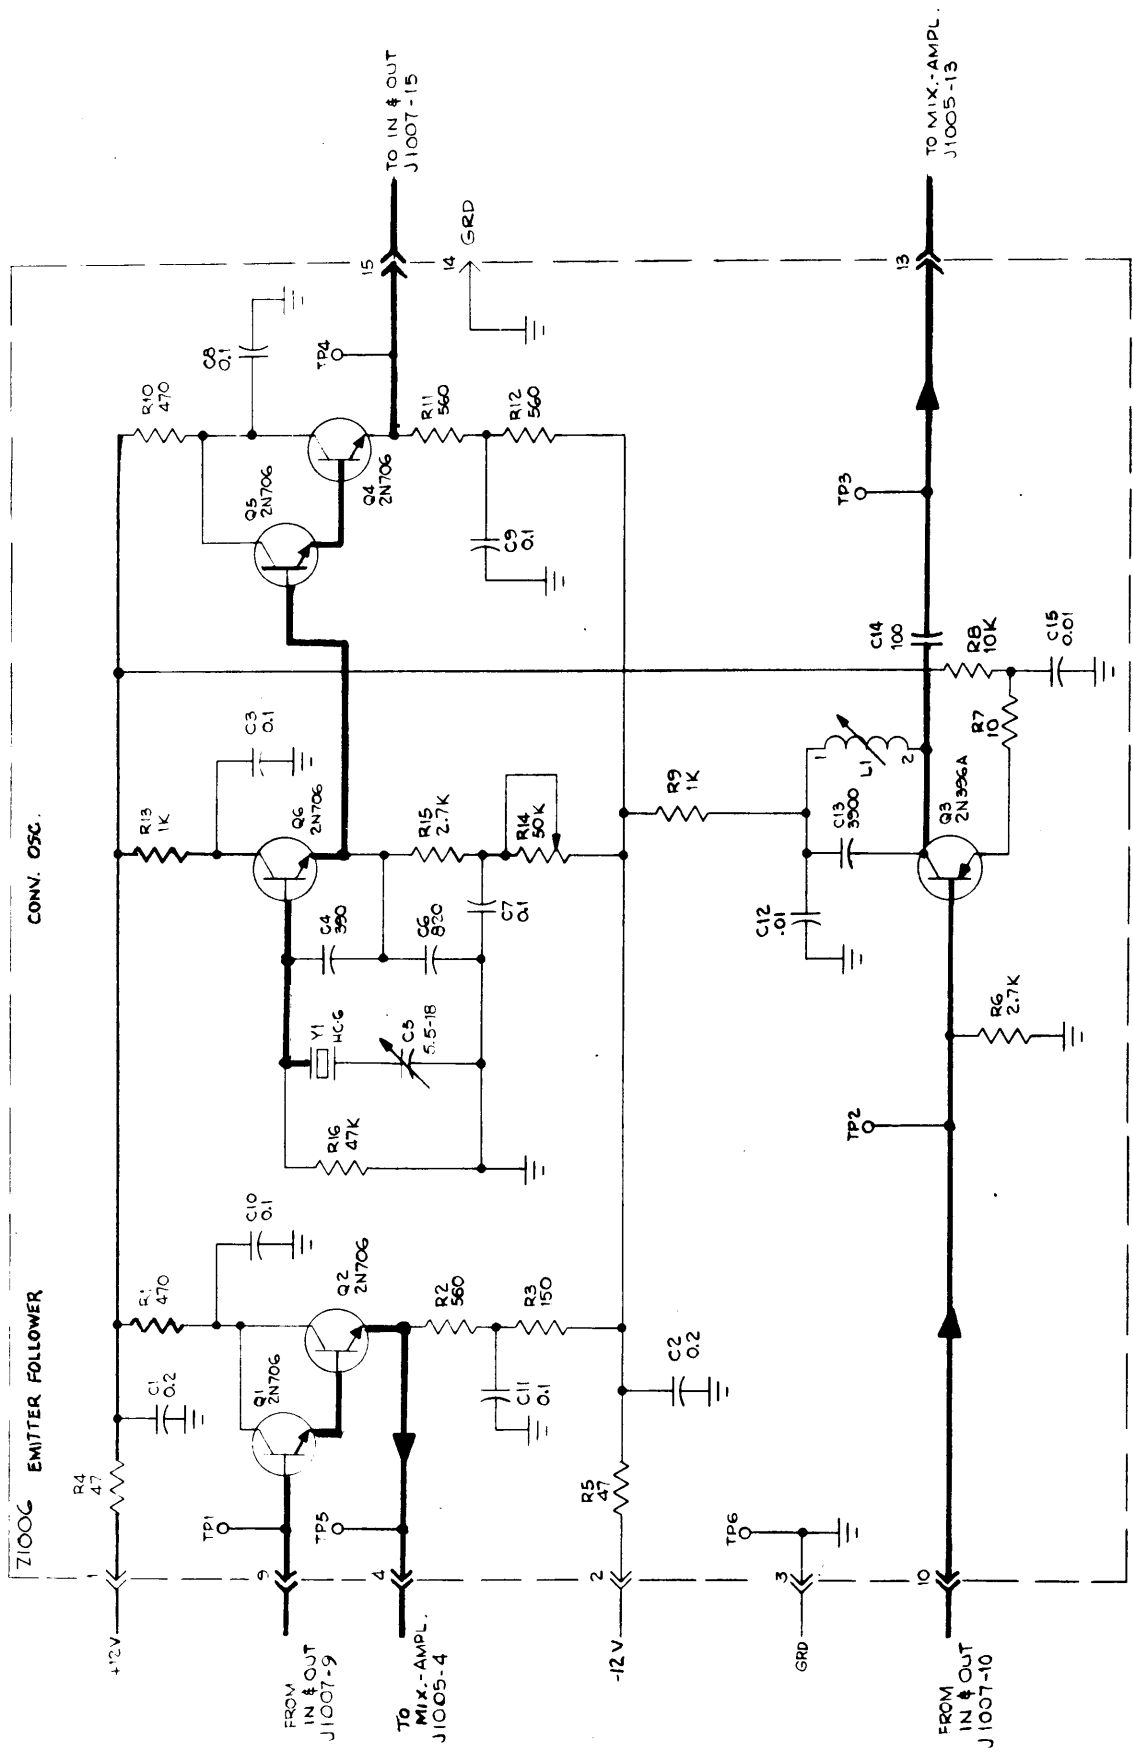 Z1006 EMITTER FOLLOWER
CONV. OSC.
+12V
1
R4
47
C1
0.2
R1
470
C10
0.1
R13
1K
C3
0.1
R10
470
C8
0.1
FROM
IN & OUT
J1007-9
9
TP1
Q1
2N706
Q2
2N706
R16
47K
Y1
HC-6
C5
5.5-18
C4
390
C6
820
Q6
2N706
R15
2.7K
R14
50K
C7
0.1
Q5
2N706
Q4
2N706
TP4
15
TO IN & OUT
J1007-15
14
GRD
TO
MIX.-AMPL.
J1005-4
4
TP5
R2
560
R3
150
C11
0.1
C9
0.1
R11
560
R12
560
-12V
2
R5
47
C2
0.2
R9
1K
GRD
3
TP6
C12
.01
C13
3900
1
L1
2
C14
100
TP3
13
TO MIX.-AMPL.
J1005-13
FROM
IN & OUT
J1007-10
10
TP2
R6
2.7K
Q3
2N396A
R7
10
R8
10K
C15
0.01